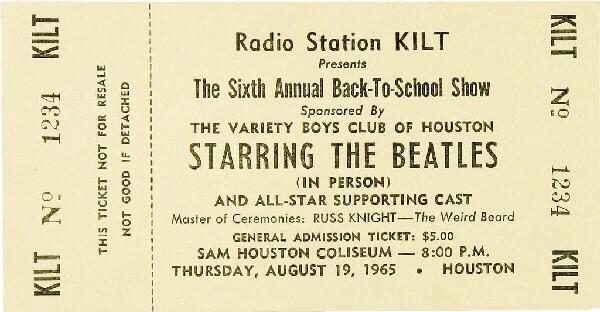 KILT Nº 1234
THIS TICKET NOT FOR RESALE
NOT GOOD IF DETACHED
Radio Station KILT
Presents
The Sixth Annual Back-To-School Show
Sponsored By
THE VARIETY BOYS CLUB OF HOUSTON
STARRING THE BEATLES
(IN PERSON)
AND ALL-STAR SUPPORTING CAST
Master of Ceremonies: RUSS KNIGHT—The Weird Beard
GENERAL ADMISSION TICKET: $5.00
SAM HOUSTON COLISEUM — 8:00 P.M.
THURSDAY, AUGUST 19, 1965 • HOUSTON
KILT Nº 1234 KILT
KILT